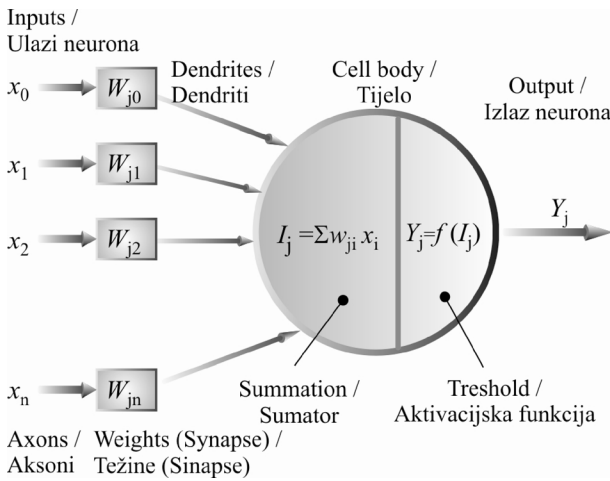 Inputs /
Ulazi neurona
Dendrites /
Dendriti
Cell body /
Tijelo
Output /
Izlaz neurona
x0
Wj0
x1
Wj1
x2
Wj2
Ij =Σwji xi
Yj=f (Ij)
Yj
xn
Wjn
Summation /
Sumator
Treshold /
Aktivacijska funkcija
Axons /
Aksoni
Weights (Synapse) /
Težine (Sinapse)